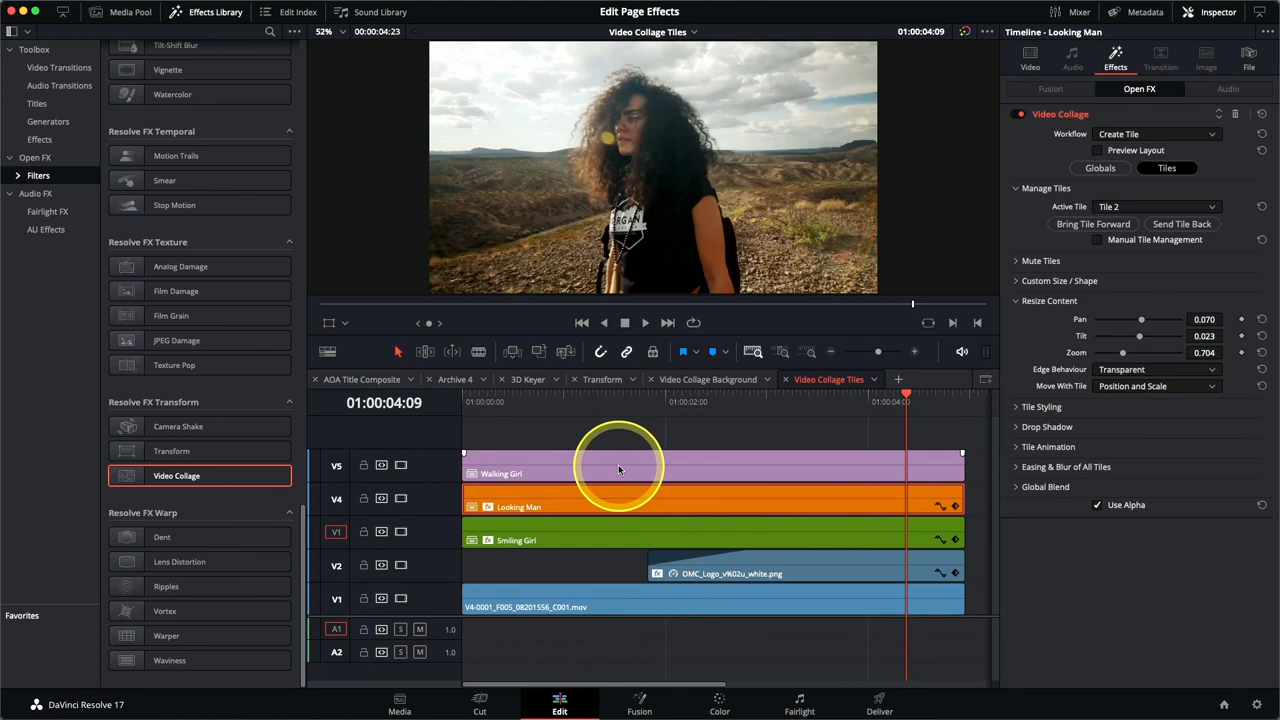 Media Pool
Effects Library
Edit Index
Sound Library
Edit Page Effects
Mixer
Metadata
Inspector
52%
00:00:04:23
Video Collage Tiles
01:00:04:09
Timeline - Looking Man
Toolbox
Video Transitions
Audio Transitions
Titles
Generators
Effects
Open FX
Filters
Audio FX
Fairlight FX
AU Effects
Favorites
Tilt-Shift Blur
Vignette
Watercolor
Resolve FX Temporal
Motion Trails
Smear
Stop Motion
Resolve FX Texture
Analog Damage
Film Damage
Film Grain
JPEG Damage
Texture Pop
Resolve FX Transform
Camera Shake
Transform
Video Collage
Resolve FX Warp
Dent
Lens Distortion
Ripples
Vortex
Warper
Waviness
ORGAN
AOA Title Composite
Archive 4
3D Keyer
Transform
Video Collage Background
Video Collage Tiles
01:00:04:09
01:00:00:00
01:00:02:00
01:00:04:00
V5
Walking Girl
V4
Looking Man
V1
Smiling Girl
V2
OMC_Logo_v%02u_white.png
V1
V4-0001_F005_08201556_C001.mov
A1 S M 1.0
A2 S M 1.0
Video
Audio
Effects
Transition
Image
File
Fusion
Open FX
Audio
Video Collage
Workflow Create Tile
Preview Layout
Globals
Tiles
Manage Tiles
Active Tile Tile 2
Bring Tile Forward
Send Tile Back
Manual Tile Management
Mute Tiles
Custom Size / Shape
Resize Content
Pan 0.070
Tilt 0.023
Zoom 0.704
Edge Behaviour Transparent
Move With Tile Position and Scale
Tile Styling
Drop Shadow
Tile Animation
Easing & Blur of All Tiles
Global Blend
Use Alpha
DaVinci Resolve 17
Media
Cut
Edit
Fusion
Color
Fairlight
Deliver